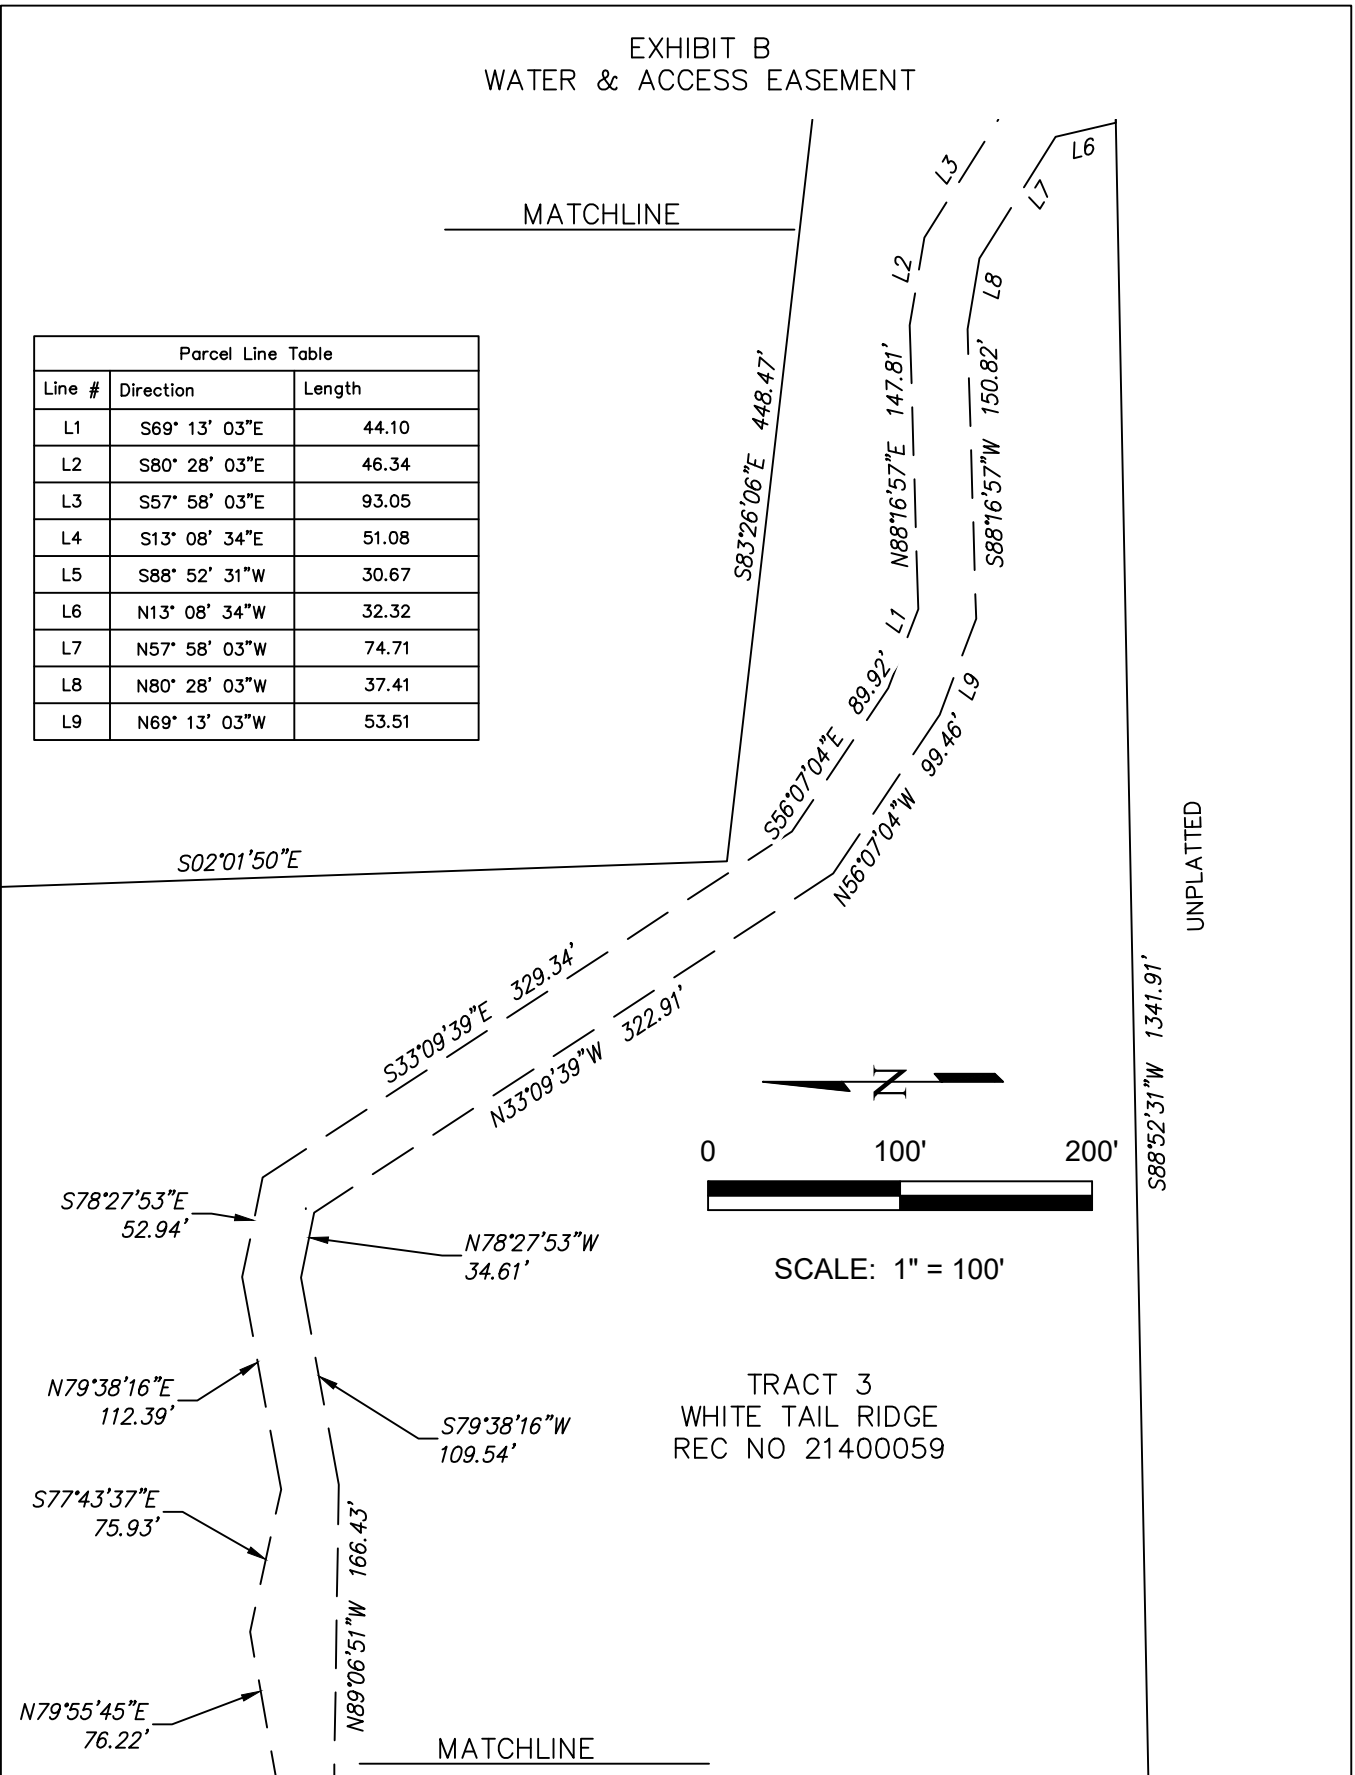 EXHIBIT B
WATER & ACCESS EASEMENT
L3
L6
L7
MATCHLINE
L2
L8
Parcel Line Table
Line # Direction Length
L1 S69° 13' 03"E 44.10
L2 S80° 28' 03"E 46.34
L3 S57° 58' 03"E 93.05
L4 S13° 08' 34"E 51.08
L5 S88° 52' 31"W 30.67
L6 N13° 08' 34"W 32.32
L7 N57° 58' 03"W 74.71
L8 N80° 28' 03"W 37.41
L9 N69° 13' 03"W 53.51
S83°26'06"E 448.47'
N88°16'57"E 147.81'
S88°16'57"W 150.82'
L1
S56°07'04"E 89.92'
L9
N56°07'04"W 99.46'
UNPLATTED
S02°01'50"E
S33°09'39"E 329.34'
N33°09'39"W 322.91'
S88°52'31"W 1341.91'
N
0 100' 200'
SCALE: 1" = 100'
S78°27'53"E
52.94'
N78°27'53"W
34.61'
N79°38'16"E
112.39'
S79°38'16"W
109.54'
TRACT 3
WHITE TAIL RIDGE
REC NO 21400059
S77°43'37"E
75.93'
N89°06'51"W 166.43'
N79°55'45"E
76.22'
MATCHLINE